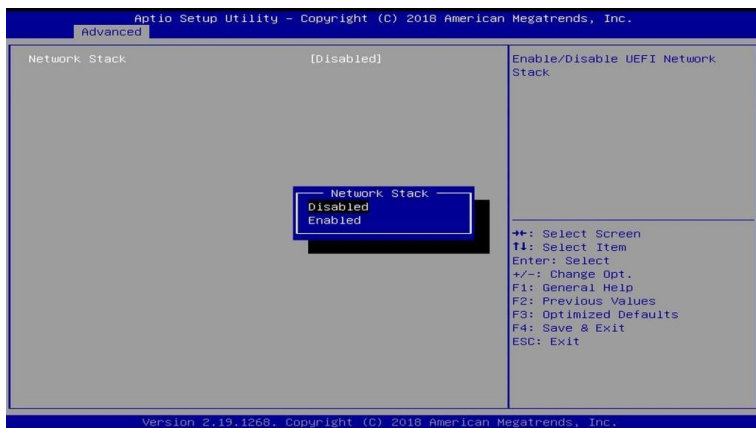 Aptio Setup Utility – Copyright (C) 2018 American Megatrends, Inc.
Advanced
Network Stack [Disabled]
Enable/Disable UEFI Network
Stack
Network Stack
Disabled
Enabled
→←: Select Screen
↑↓: Select Item
Enter: Select
+/-: Change Opt.
F1: General Help
F2: Previous Values
F3: Optimized Defaults
F4: Save & Exit
ESC: Exit
Version 2.19.1268. Copyright (C) 2018 American Megatrends, Inc.